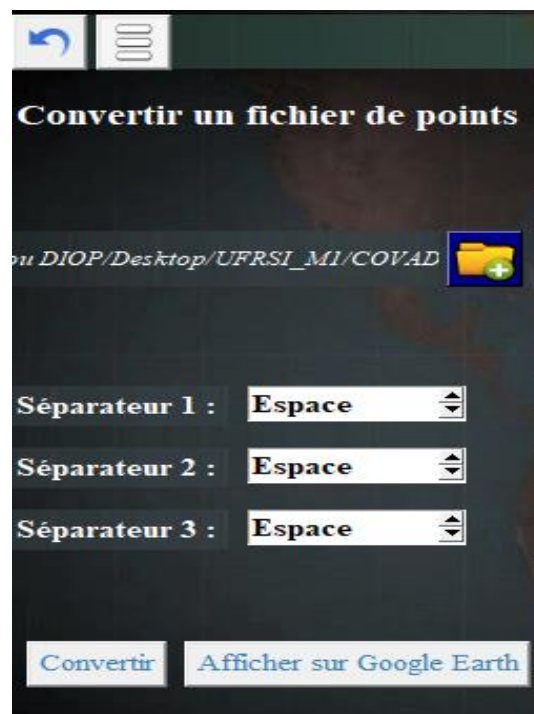 Convertir un fichier de points
ou DIOP/Desktop/UFRSI_M1/COVAD
Séparateur 1 : Espace
Séparateur 2 : Espace
Séparateur 3 : Espace
Convertir Afficher sur Google Earth